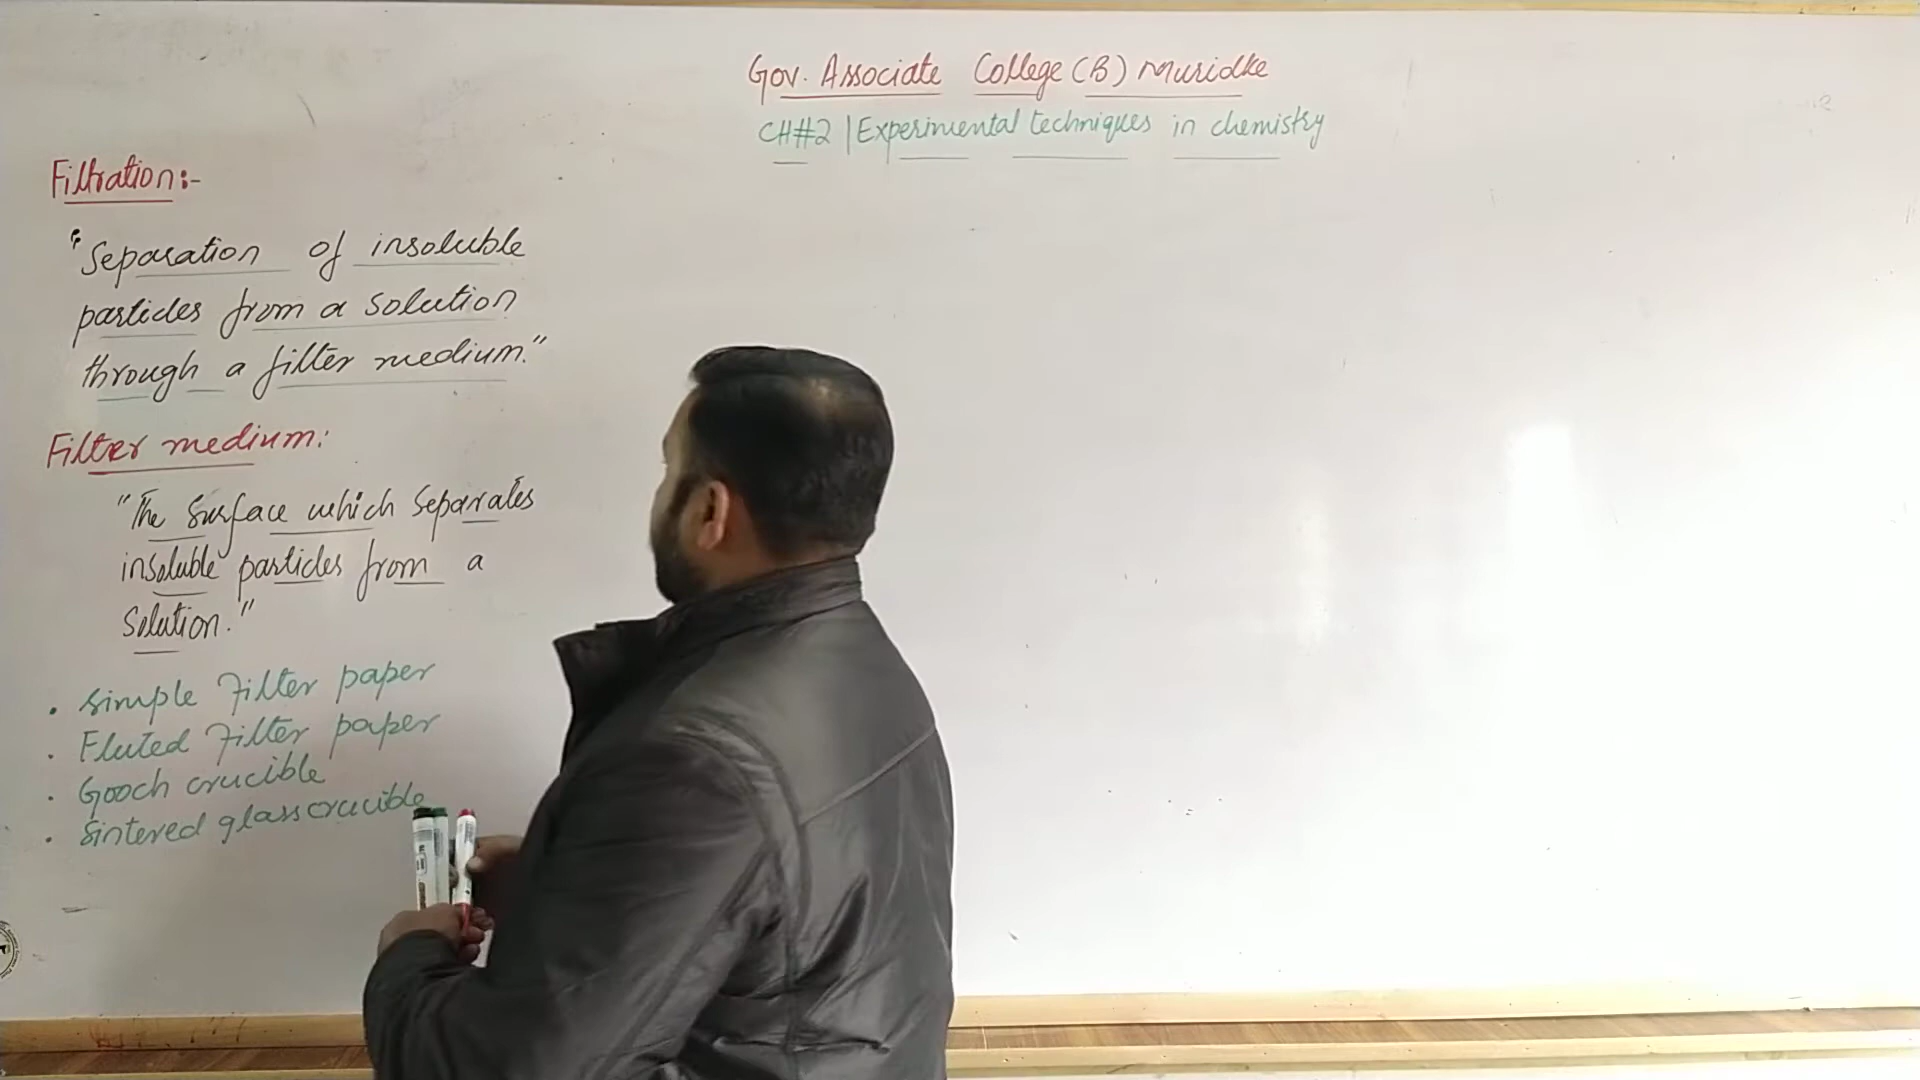 Gov. Associate College (B) Muridke
CH#2 | Experimental techniques in chemistry
Filtration:-
"Separation of insoluble
particles from a solution
through a filter medium."
Filter medium:
"The Surface which Separates
insoluble particles from a
Solution."
• Simple Filter paper
• Fluted Filter paper
• Gooch crucible
• Sintered glass crucible